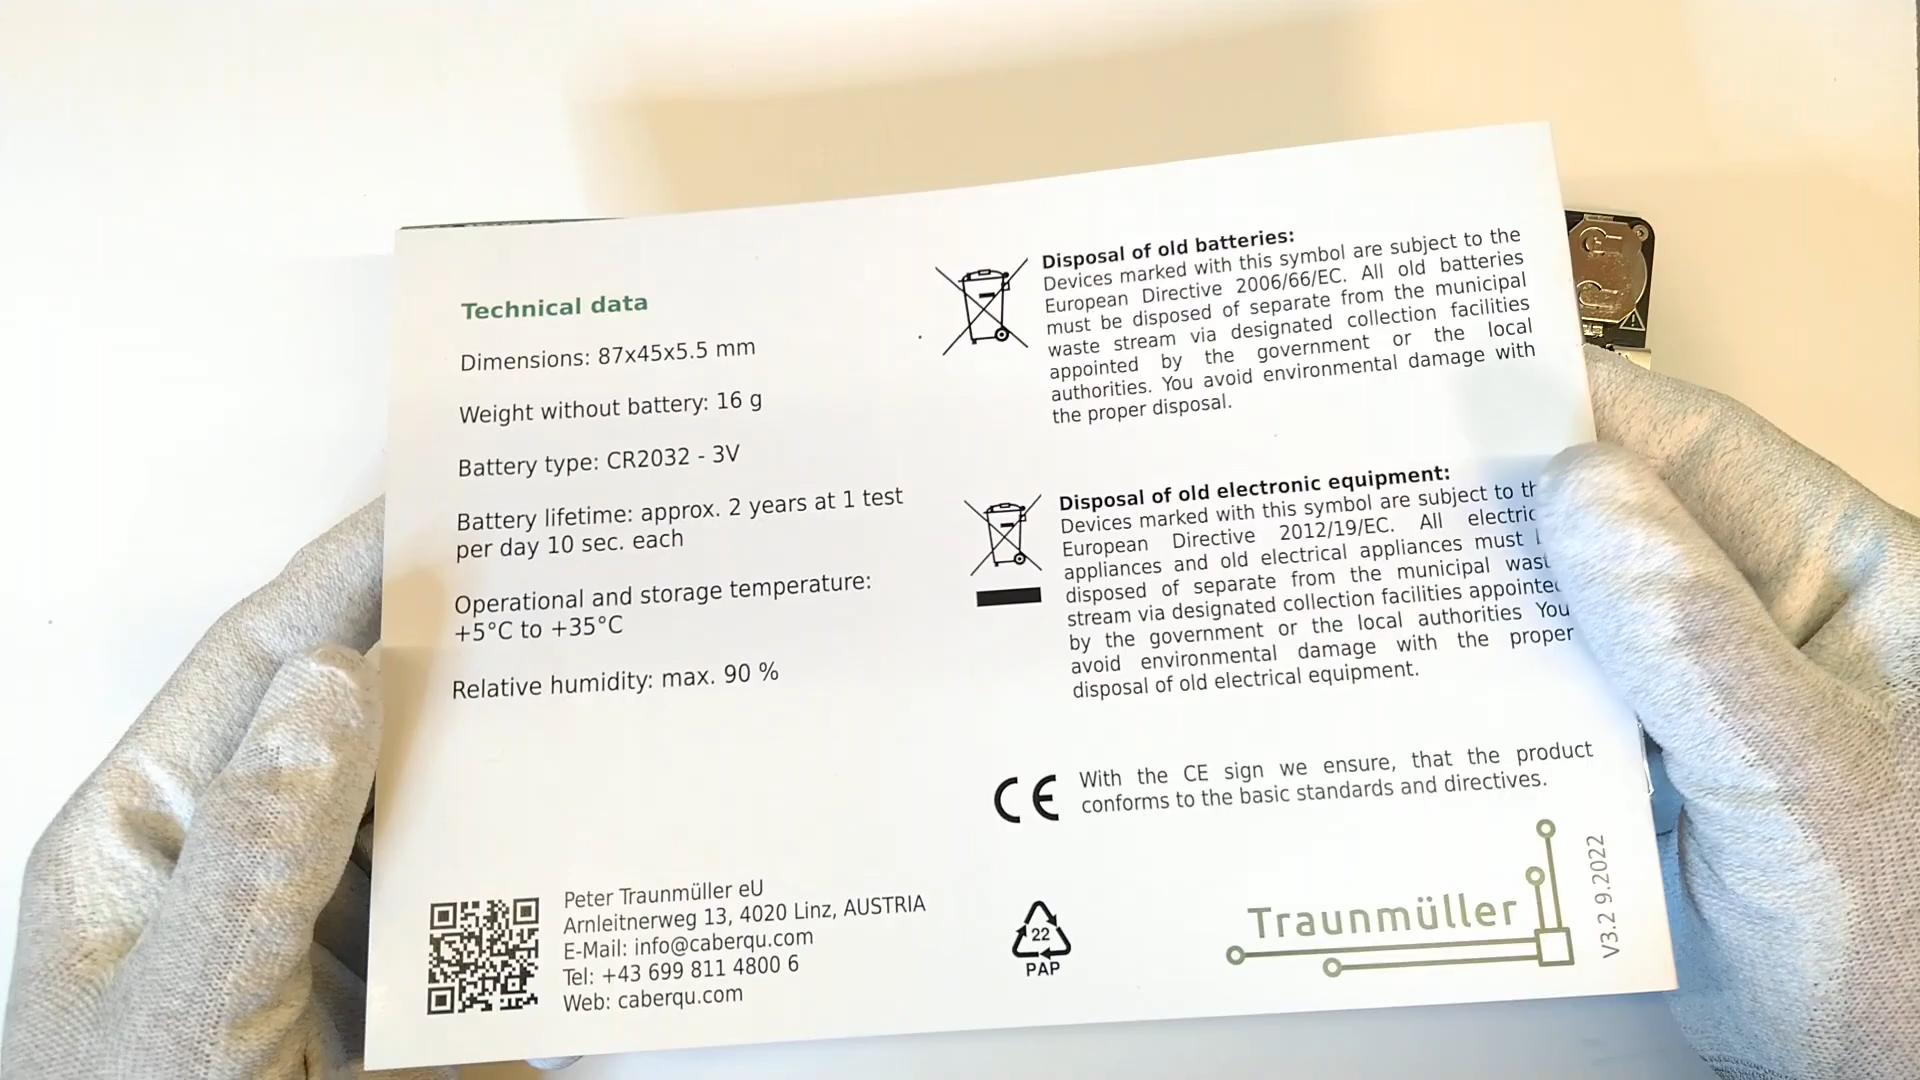 Technical data
Dimensions: 87x45x5.5 mm
Weight without battery: 16 g
Battery type: CR2032 - 3V
Battery lifetime: approx. 2 years at 1 test
per day 10 sec. each
Operational and storage temperature:
+5°C to +35°C
Relative humidity: max. 90 %
Peter Traunmüller eU
Arnleitnerweg 13, 4020 Linz, AUSTRIA
E-Mail: info@caberqu.com
Tel: +43 699 811 4800 6
Web: caberqu.com
Disposal of old batteries:
Devices marked with this symbol are subject to the
European Directive 2006/66/EC. All old batteries
must be disposed of separate from the municipal
waste stream via designated collection facilities
appointed by the government or the local
authorities. You avoid environmental damage with
the proper disposal.
Disposal of old electronic equipment:
Devices marked with this symbol are subject to
European Directive 2012/19/EC. All
appliances and old electrical appliances must
disposed of separate from the municipal
stream via designated collection facilities
by the government or the local authorities You
avoid environmental damage with the proper
disposal of old electrical equipment.
CE
With the CE sign we ensure, that the product
conforms to the basic standards and directives.
22
PAP
Traunmüller
V3.2 9.2022